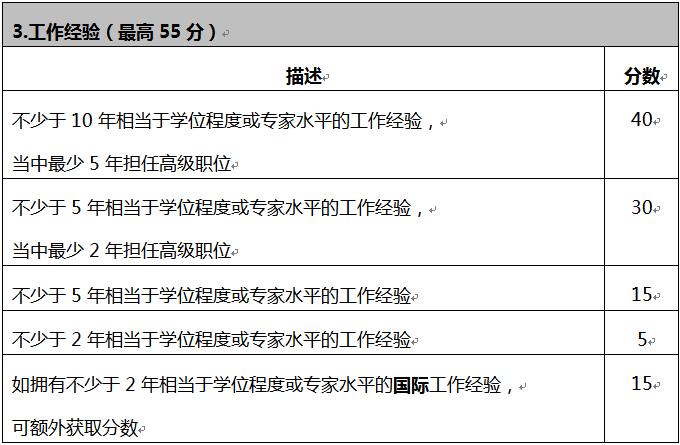 3.工作经验（最高 55 分）
描述 分数
不少于 10 年相当于学位程度或专家水平的工作经验， 40
当中最少 5 年担任高级职位
不少于 5 年相当于学位程度或专家水平的工作经验， 30
当中最少 2 年担任高级职位
不少于 5 年相当于学位程度或专家水平的工作经验 15
不少于 2 年相当于学位程度或专家水平的工作经验 5
如拥有不少于 2 年相当于学位程度或专家水平的国际工作经验， 15
可额外获取分数